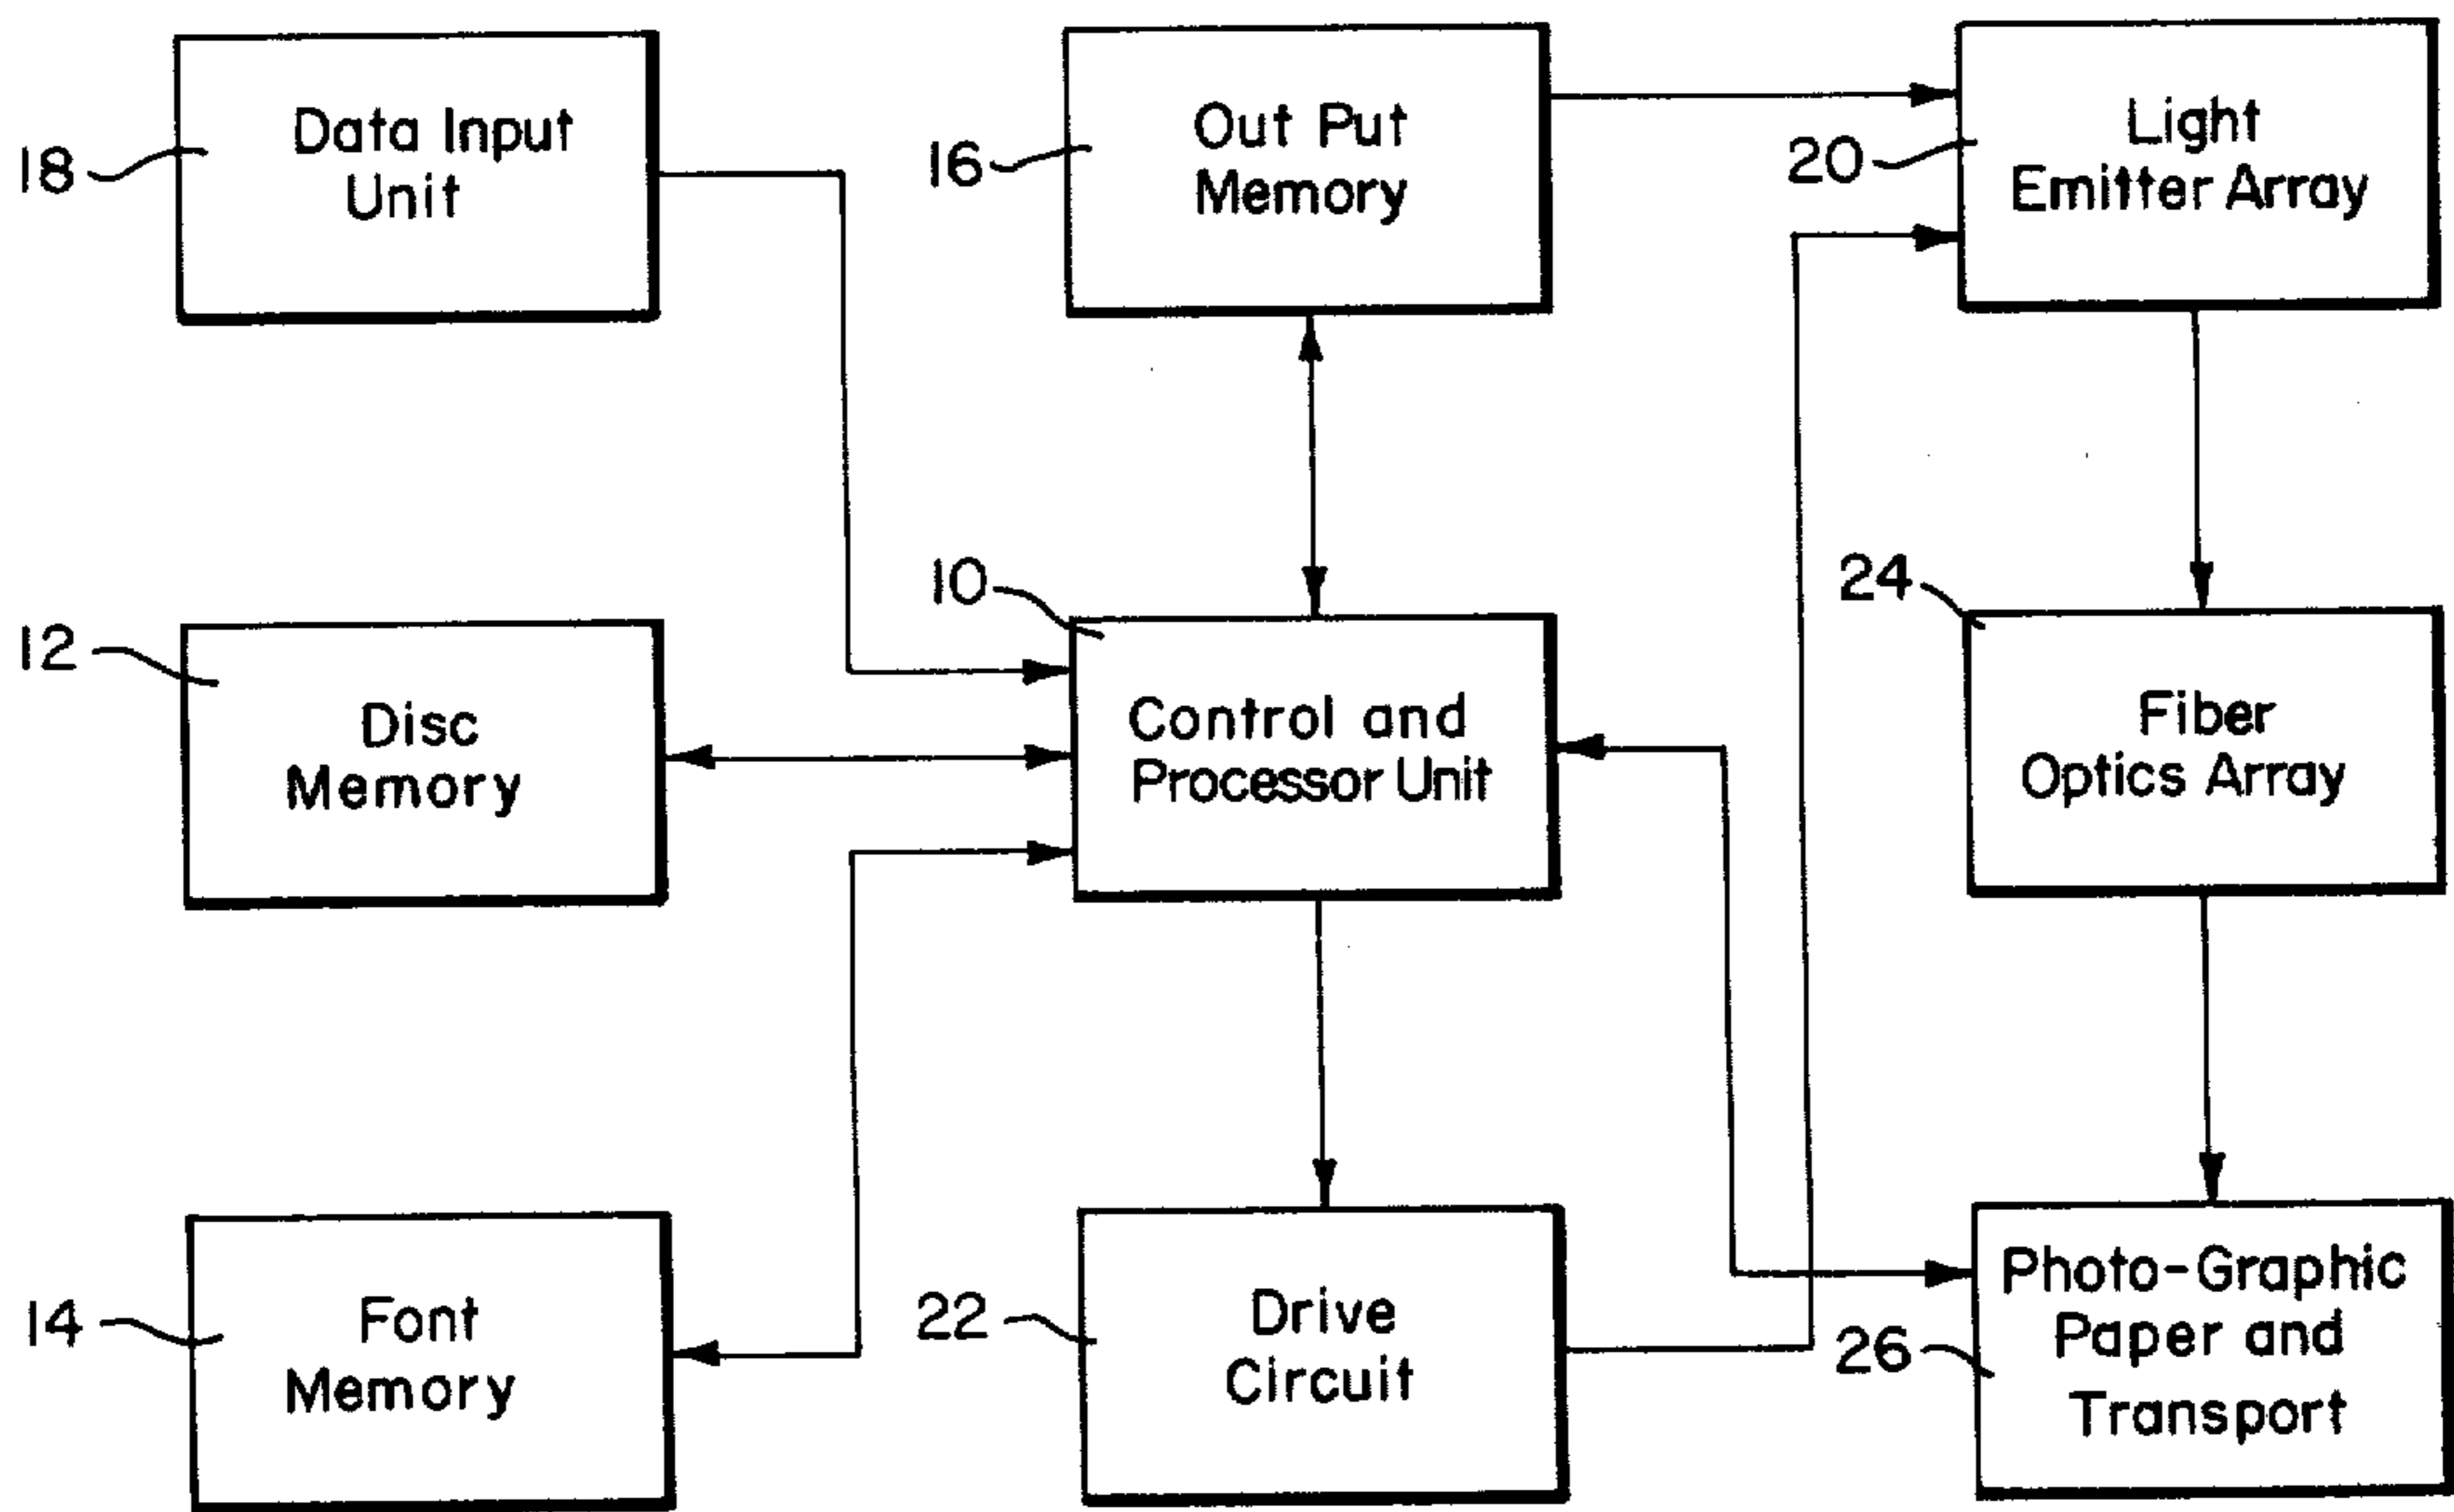 18
Data Input
Unit
16
Out Put
Memory
20
Light
Emitter Array
12
Disc
Memory
10
Control and
Processor Unit
24
Fiber
Optics Array
14
Font
Memory
22
Drive
Circuit
26
Photo-Graphic
Paper and
Transport